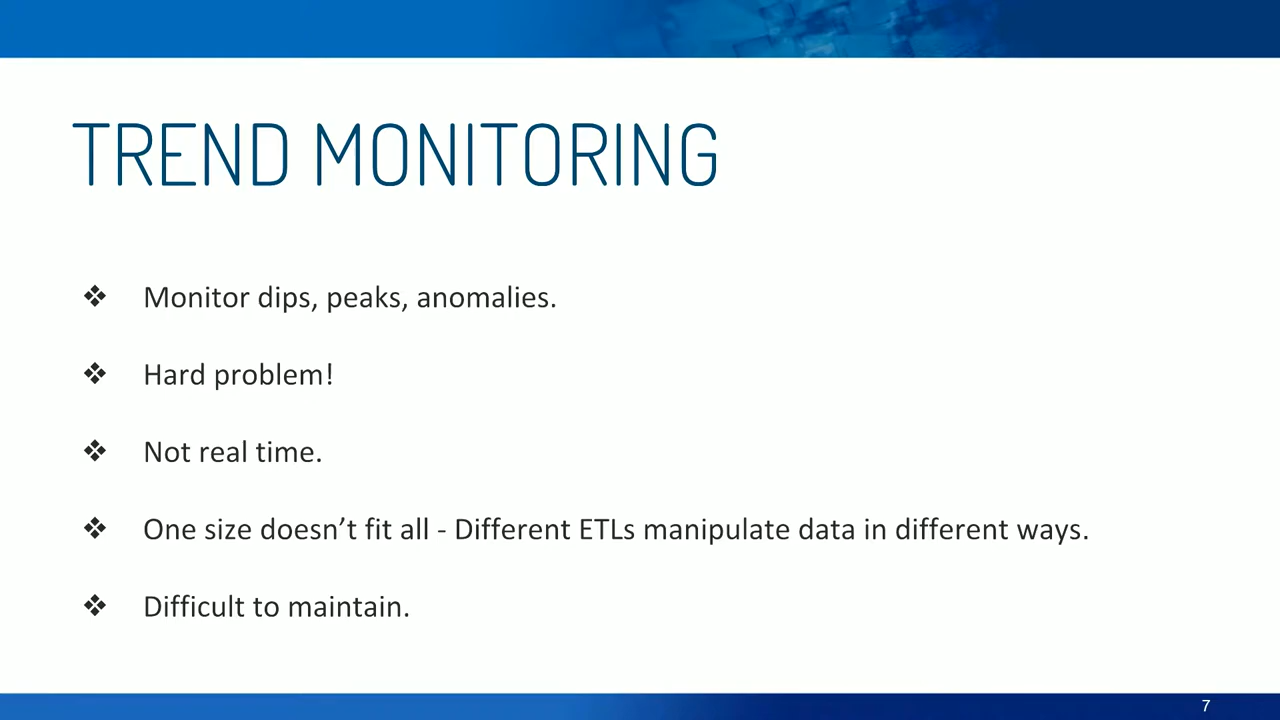 TREND MONITORING
❖ Monitor dips, peaks, anomalies.
❖ Hard problem!
❖ Not real time.
❖ One size doesn’t fit all - Different ETLs manipulate data in different ways.
❖ Difficult to maintain.
7